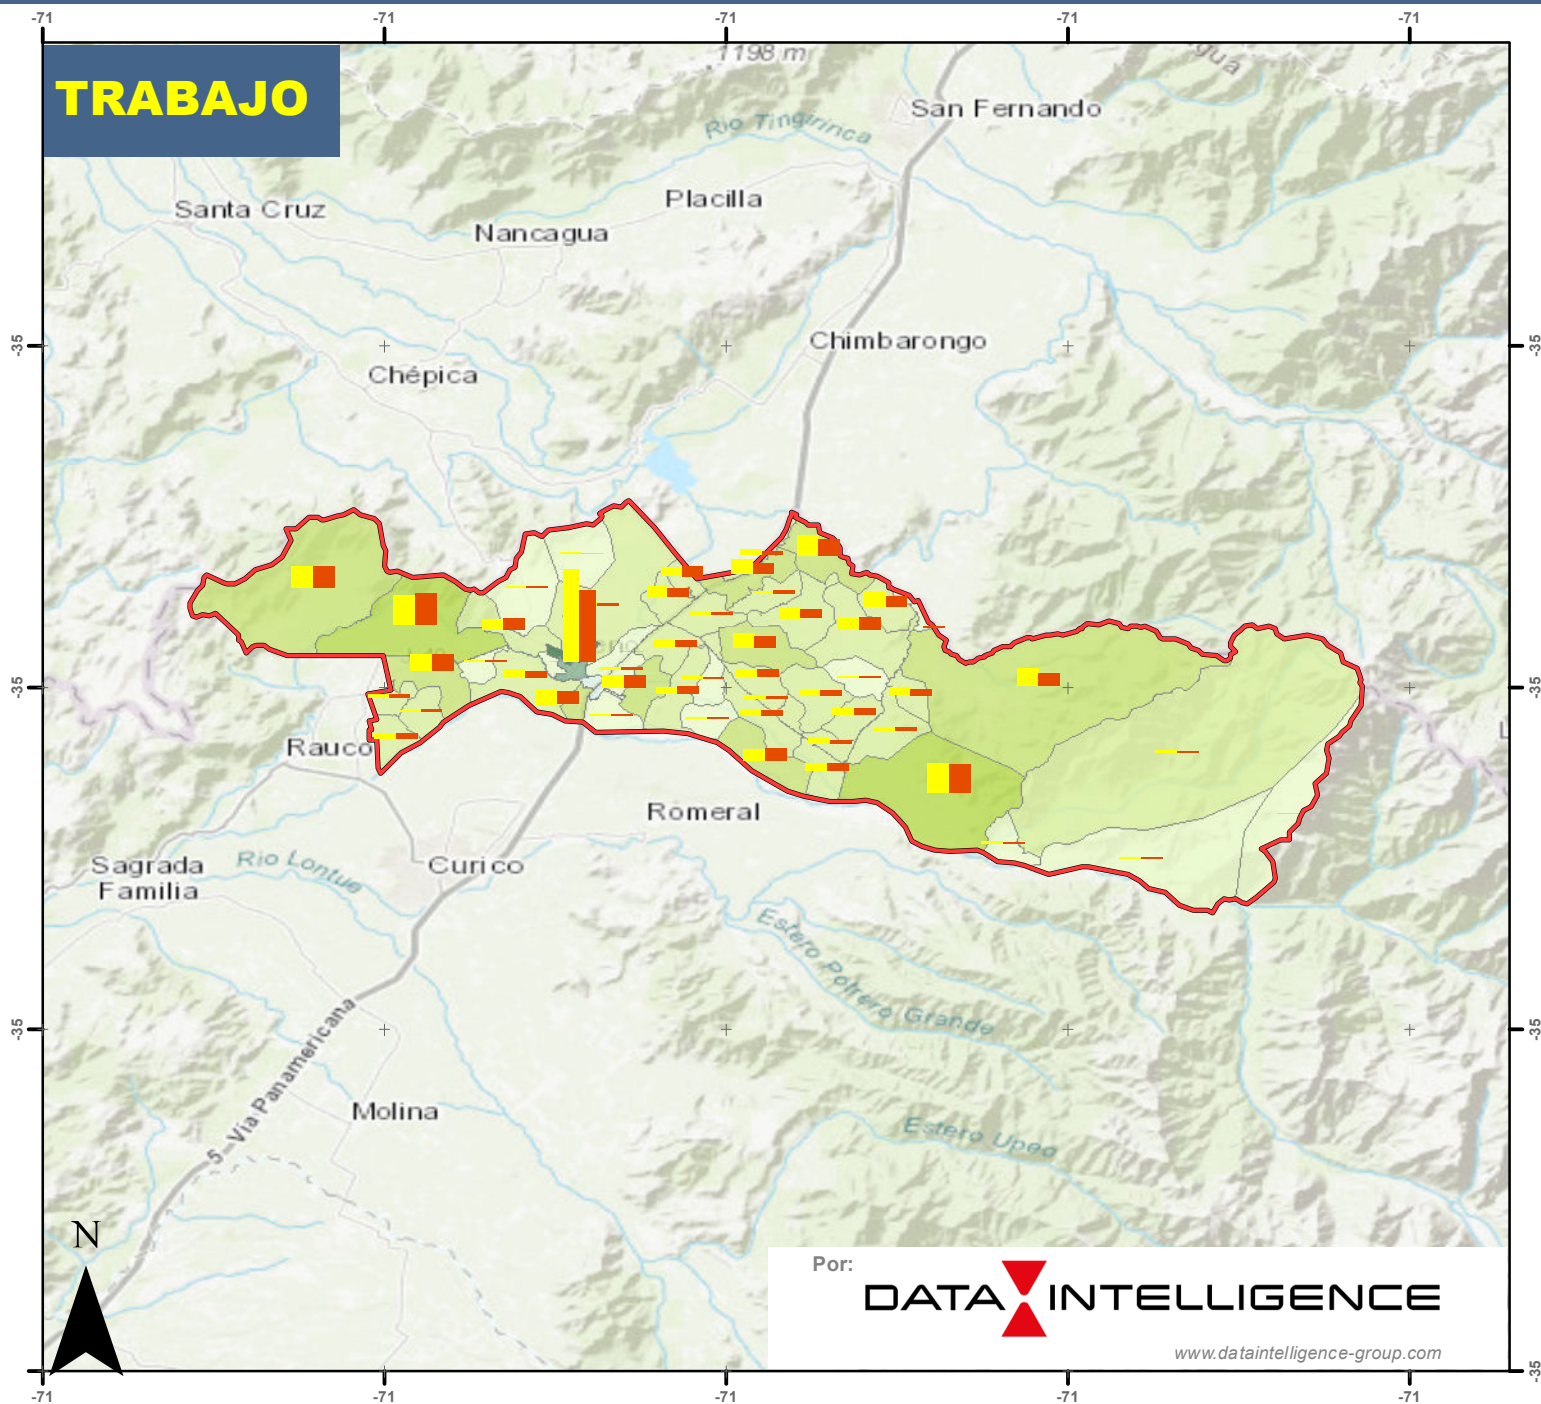 -71 -71 -71 -71 -71
1198 m
TRABAJO
San Fernando
Rio Tingiririca
Placilla
Santa Cruz
Nancagua
Chimbarongo
-35 -35
Chépica
-35 -35
Rauco
Romeral
Sagrada
Familia
Rio Lontue
Curico
Estero Potrero Grande
-35 -35
5 Via Panamericana
Molina
Estero Upeo
N
Por:
DATA INTELLIGENCE
www.dataintelligence-group.com
-35
-71 -71 -71 -71 -71